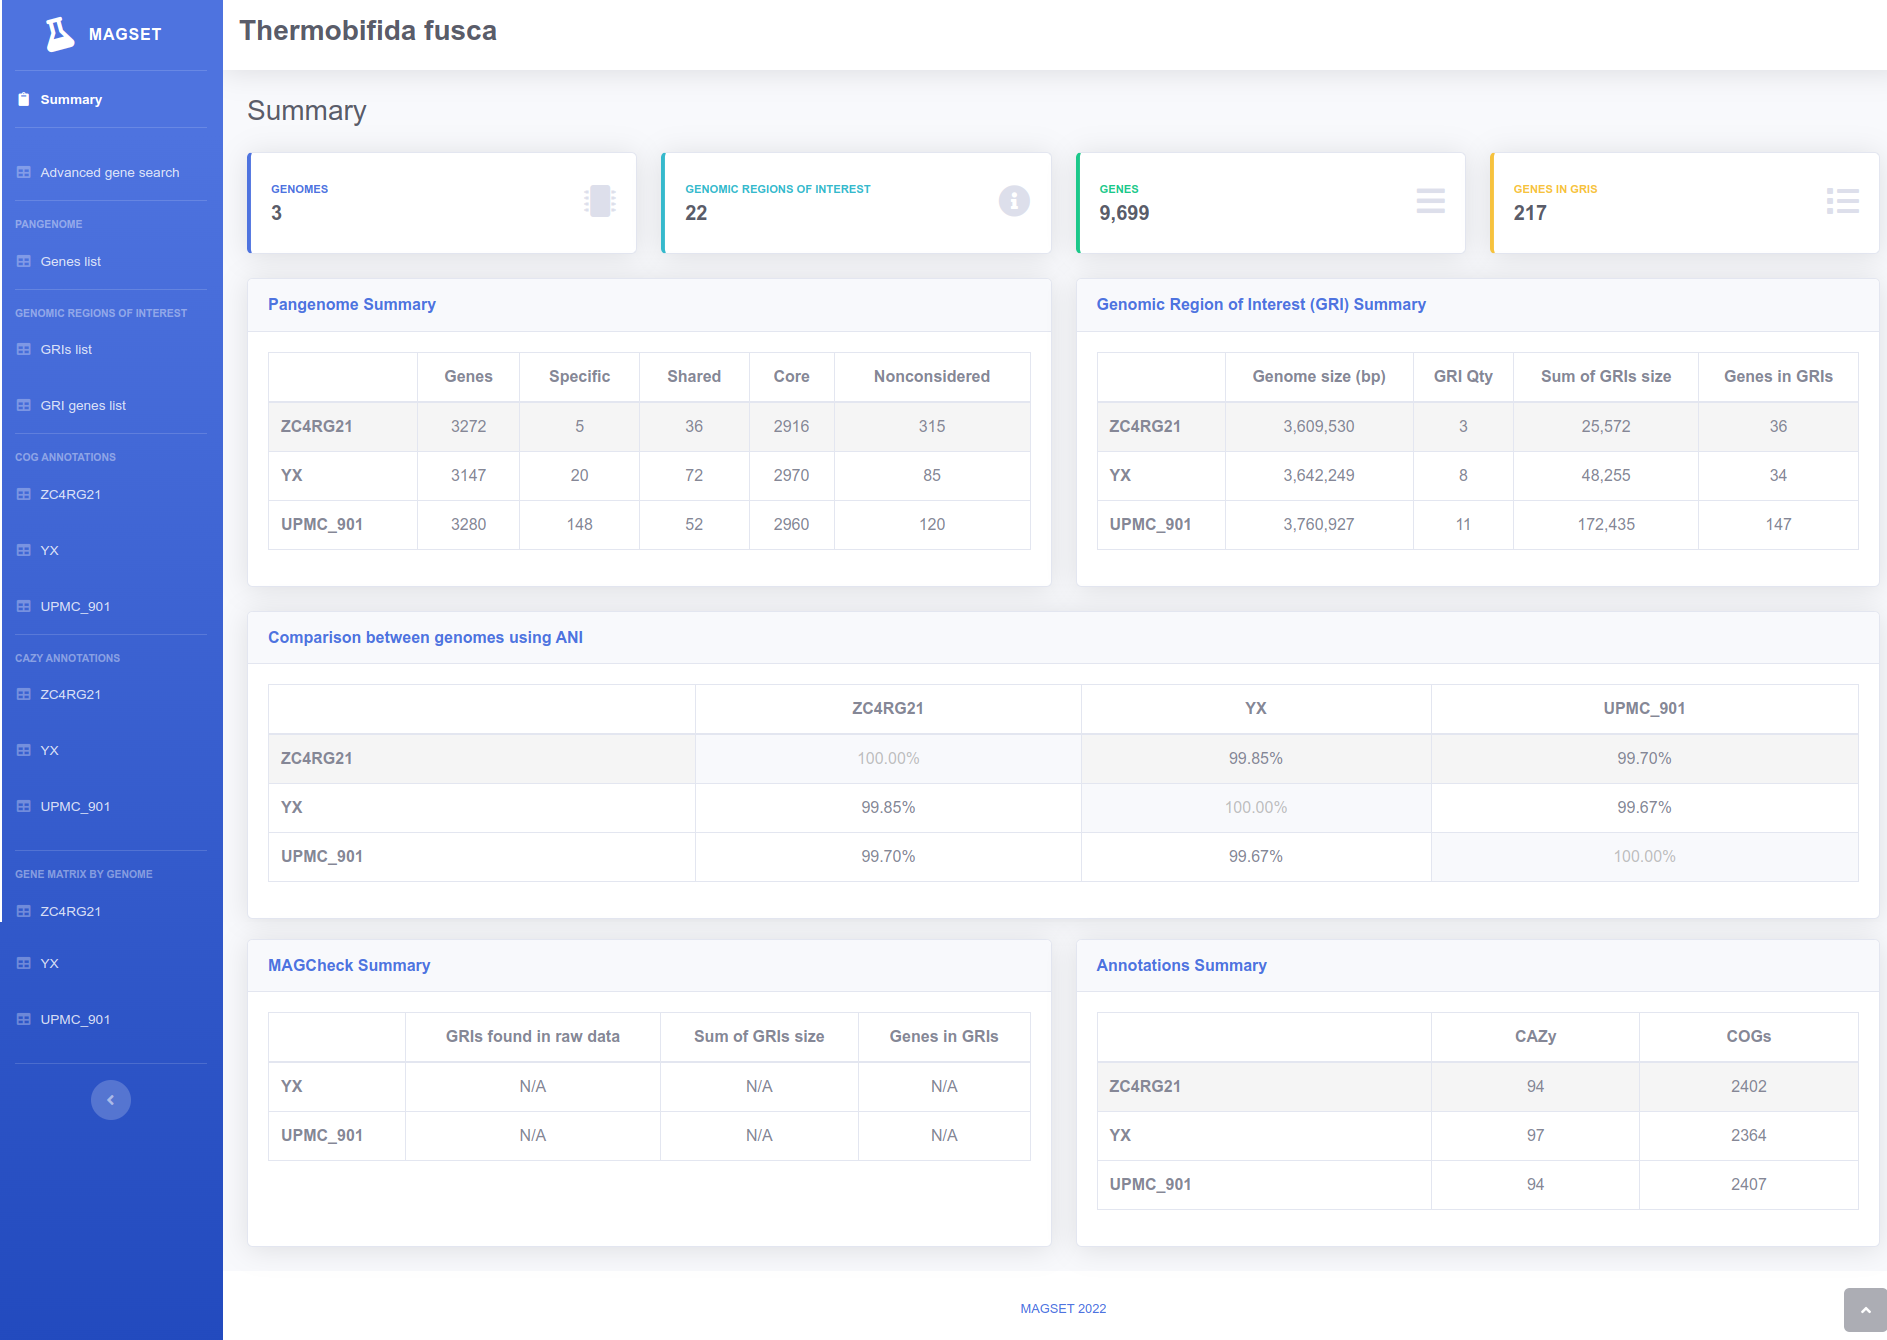 MAGSET
Summary
Advanced gene search
PANGENOME
Genes list
GENOMIC REGIONS OF INTEREST
GRIs list
GRI genes list
COG ANNOTATIONS
ZC4RG21
YX
UPMC_901
CAZY ANNOTATIONS
ZC4RG21
YX
UPMC_901
GENE MATRIX BY GENOME
ZC4RG21
YX
UPMC_901
Thermobifida fusca
Summary
GENOMES
3
GENOMIC REGIONS OF INTEREST
22
GENES
9,699
GENES IN GRIS
217
Pangenome Summary
Genes Specific Shared Core Nonconsidered
ZC4RG21 3272 5 36 2916 315
YX 3147 20 72 2970 85
UPMC_901 3280 148 52 2960 120
Genomic Region of Interest (GRI) Summary
Genome size (bp) GRI Qty Sum of GRIs size Genes in GRIs
ZC4RG21 3,609,530 3 25,572 36
YX 3,642,249 8 48,255 34
UPMC_901 3,760,927 11 172,435 147
Comparison between genomes using ANI
ZC4RG21 YX UPMC_901
ZC4RG21 100.00% 99.85% 99.70%
YX 99.85% 100.00% 99.67%
UPMC_901 99.70% 99.67% 100.00%
MAGCheck Summary
GRIs found in raw data Sum of GRIs size Genes in GRIs
YX N/A N/A N/A
UPMC_901 N/A N/A N/A
Annotations Summary
CAZy COGs
ZC4RG21 94 2402
YX 97 2364
UPMC_901 94 2407
MAGSET 2022